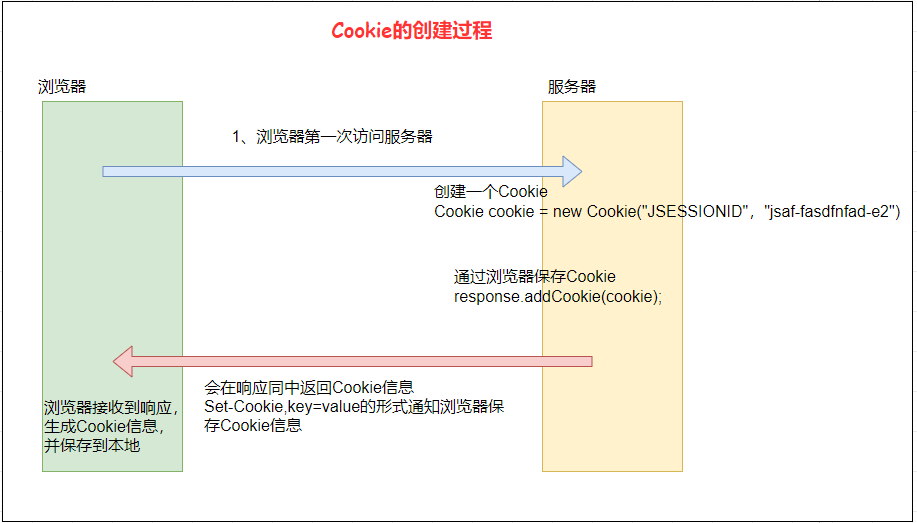 Cookie的创建过程
浏览器
服务器
1、浏览器第一次访问服务器
创建一个Cookie
Cookie cookie = new Cookie("JSESSIONID"，"jsaf-fasdfnfad-e2")
通过浏览器保存Cookie
response.addCookie(cookie);
会在响应同中返回Cookie信息
Set-Cookie,key=value的形式通知浏览器保
存Cookie信息
浏览器接收到响应，
生成Cookie信息，
并保存到本地